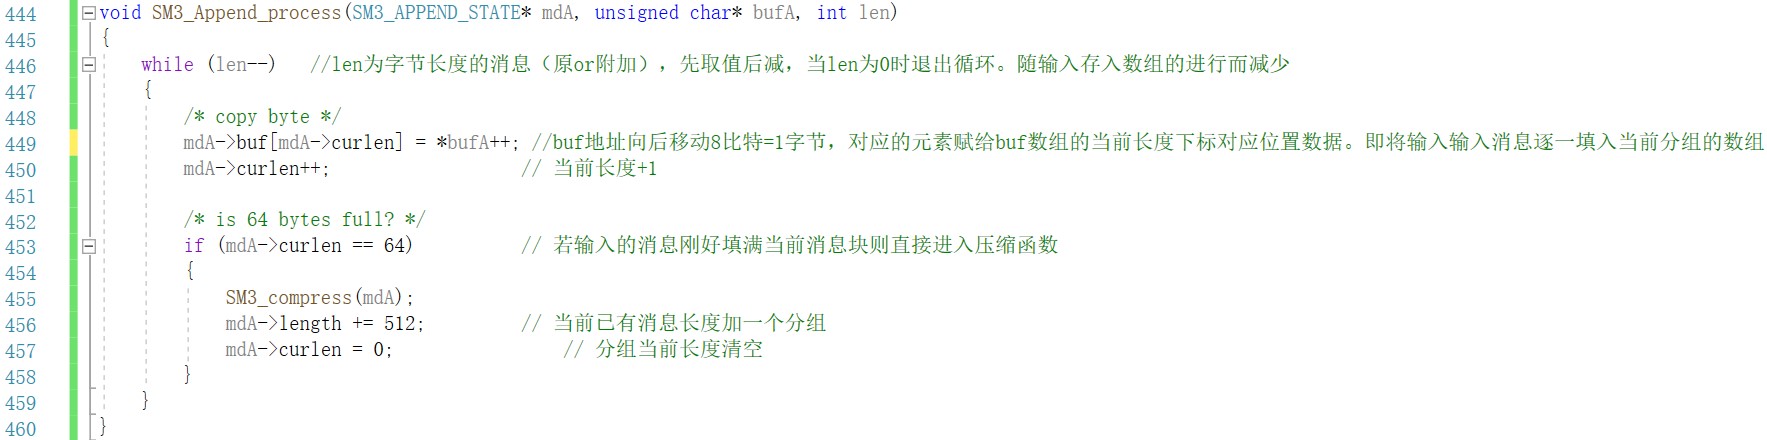 444 void SM3_Append_process(SM3_APPEND_STATE* mdA, unsigned char* bufA, int len)
445 {
446 while (len--) //len为字节长度的消息（原or附加），先取值后减，当len为0时退出循环。随输入存入数组的进行而减少
447 {
448 /* copy byte */
449 mdA->buf[mdA->curlen] = *bufA++; //buf地址向后移动8比特=1字节，对应的元素赋给buf数组的当前长度下标对应位置数据。即将输入输入消息逐一填入当前分组的数组
450 mdA->curlen++; // 当前长度+1
451
452 /* is 64 bytes full? */
453 if (mdA->curlen == 64) // 若输入的消息刚好填满当前消息块则直接进入压缩函数
454 {
455 SM3_compress(mdA);
456 mdA->length += 512; // 当前已有消息长度加一个分组
457 mdA->curlen = 0; // 分组当前长度清空
458 }
459 }
460 }